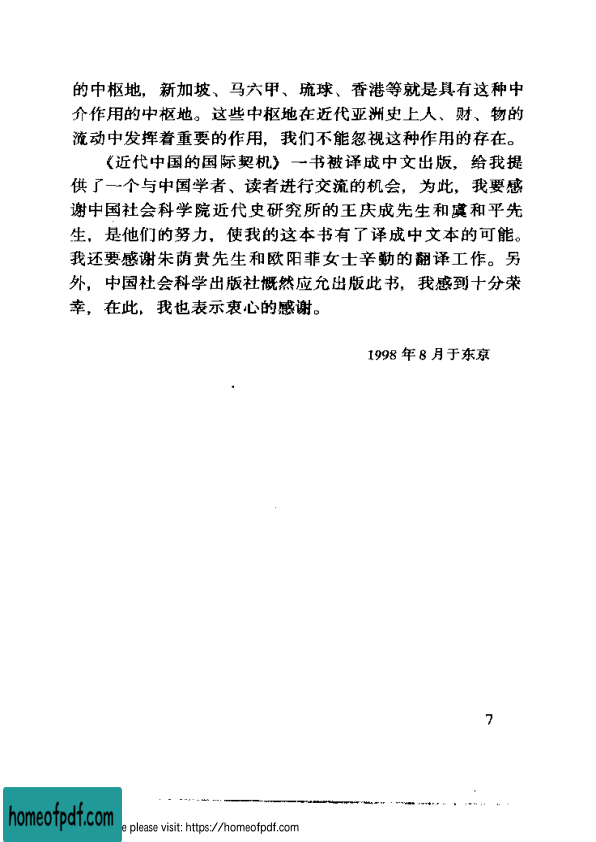 的中枢地，新加坡、马六甲、琉球、香港等就是具有这种中
介作用的中枢地。这些中枢地在近代亚洲史上人、财、物的
流动中发挥着重要的作用，我们不能忽视这种作用的存在。
《近代中国的国际契机》一书被译成中文出版，给我提
供了一个与中国学者、读者进行交流的机会，为此，我要感
谢中国社会科学院近代史研究所的王庆成先生和虞和平先
生，是他们的努力，使我的这本书有了译成中文本的可能。
我还要感谢朱荫贵先生和欧阳菲女士辛勤的翻译工作。另
外，中国社会科学出版社慨然应允出版此书，我感到十分荣
幸，在此，我也表示衷心的感谢。
1998 年 8 月于东京
7
homeofpdf.com
e please visit: https://homeofpdf.com